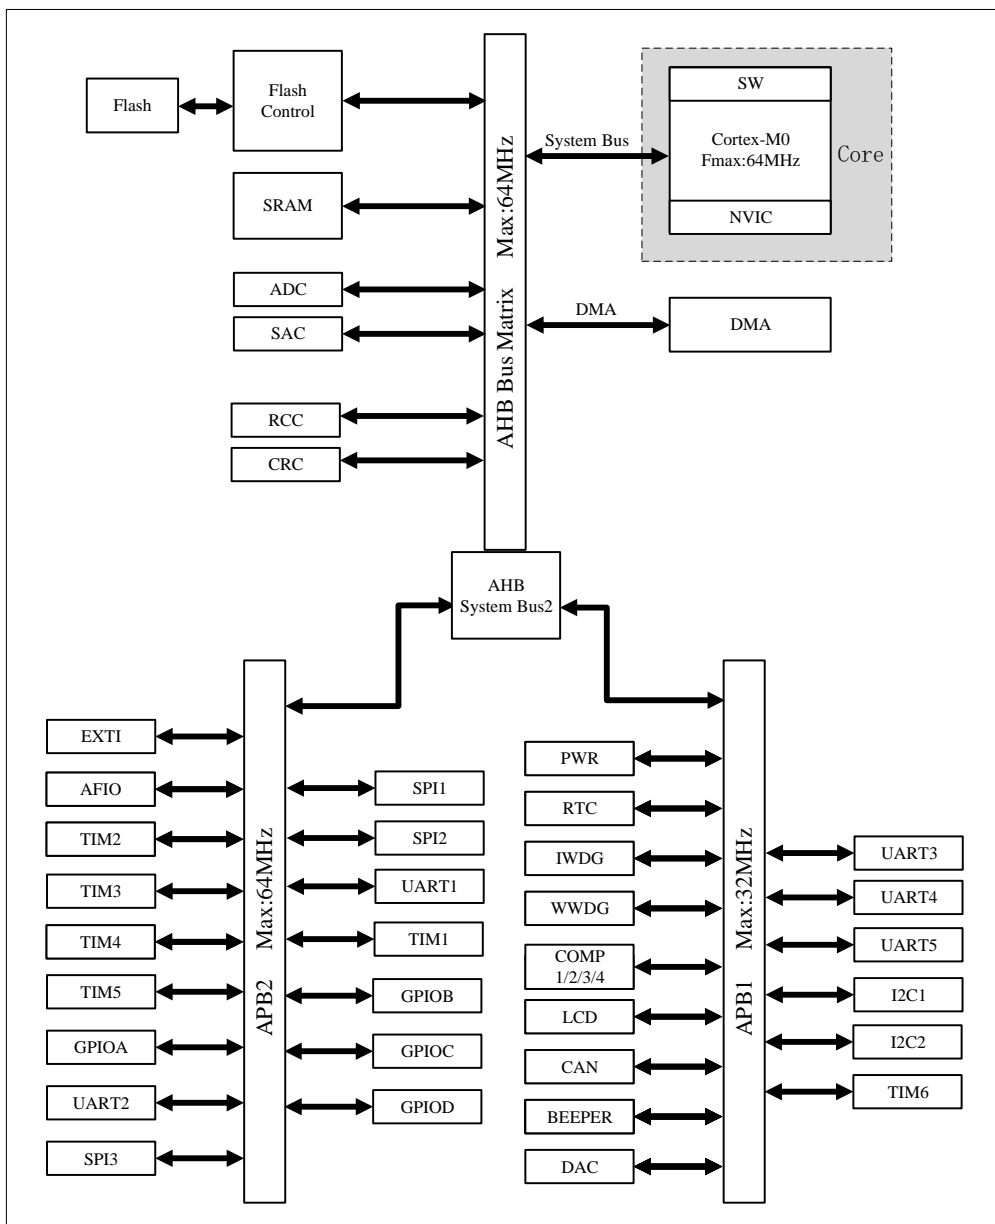 Flash
Flash
Control
SRAM
ADC
SAC
RCC
CRC
AHB Bus Matrix Max:64MHz
System Bus
SW
Cortex-M0
Fmax:64MHz
NVIC
Core
DMA
DMA
AHB
System Bus2
APB2 Max:64MHz
EXTI
AFIO
TIM2
TIM3
TIM4
TIM5
GPIOA
UART2
SPI3
SPI1
SPI2
UART1
TIM1
GPIOB
GPIOC
GPIOD
APB1 Max:32MHz
PWR
RTC
IWDG
WWDG
COMP
1/2/3/4
LCD
CAN
BEEPER
DAC
UART3
UART4
UART5
I2C1
I2C2
TIM6